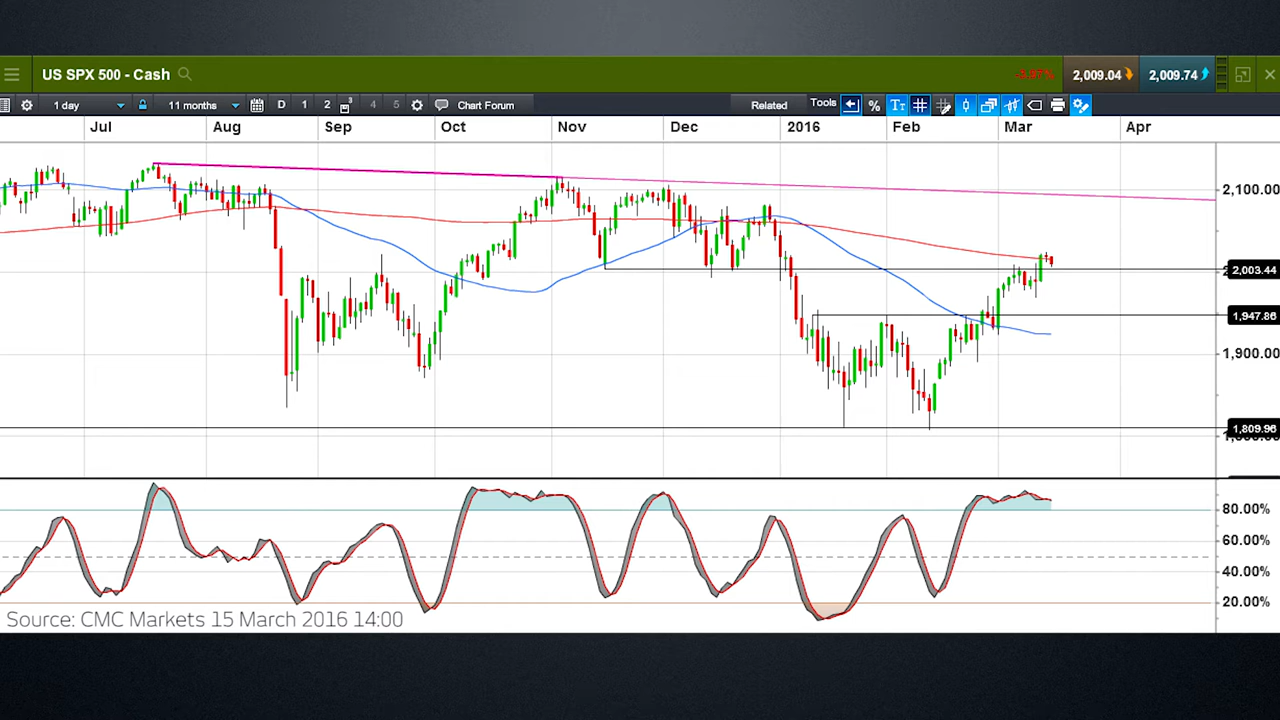 US SPX 500 - Cash
-3.97% 2,009.04 2,009.74
1 day 11 months D 1 2 3 4 5 Chart Forum Related Tools %
Jul Aug Sep Oct Nov Dec 2016 Feb Mar Apr
2,100.00
2,003.44
1,947.86
1,900.00
1,809.96
80.00%
60.00%
40.00%
20.00%
Source: CMC Markets 15 March 2016 14:00